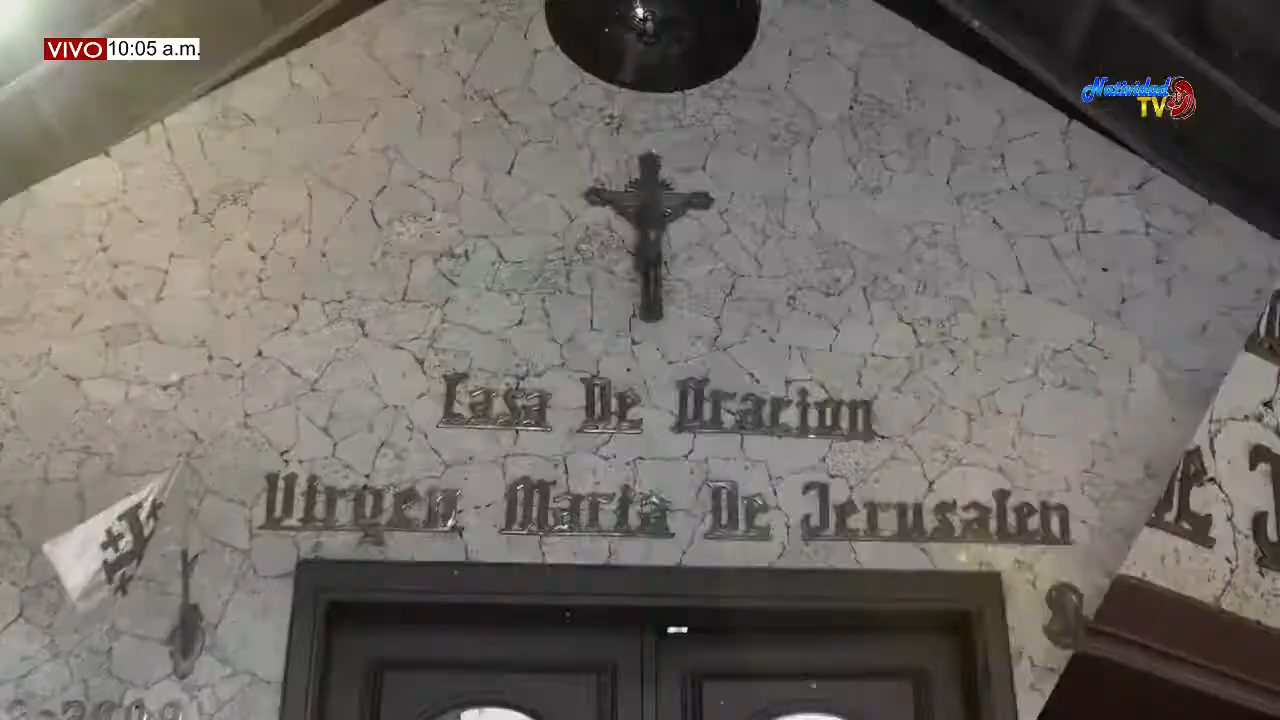 VIVO 10:05 a.m.
Natividad
TV
Casa De Oracion
Virgen Maria De Jerusalen